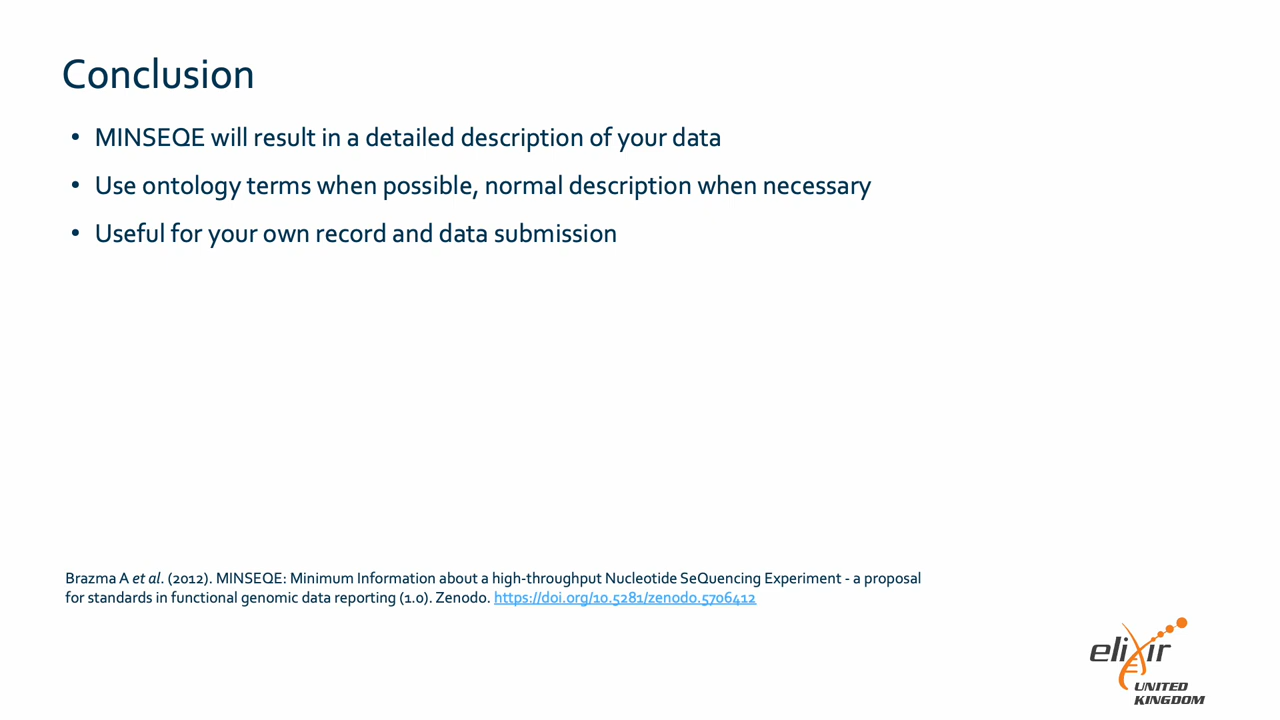 Conclusion
• MINSEQE will result in a detailed description of your data
• Use ontology terms when possible, normal description when necessary
• Useful for your own record and data submission
Brazma A et al. (2012). MINSEQE: Minimum Information about a high-throughput Nucleotide SeQuencing Experiment - a proposal
for standards in functional genomic data reporting (1.0). Zenodo. https://doi.org/10.5281/zenodo.5706412
elixir
UNITED
KINGDOM